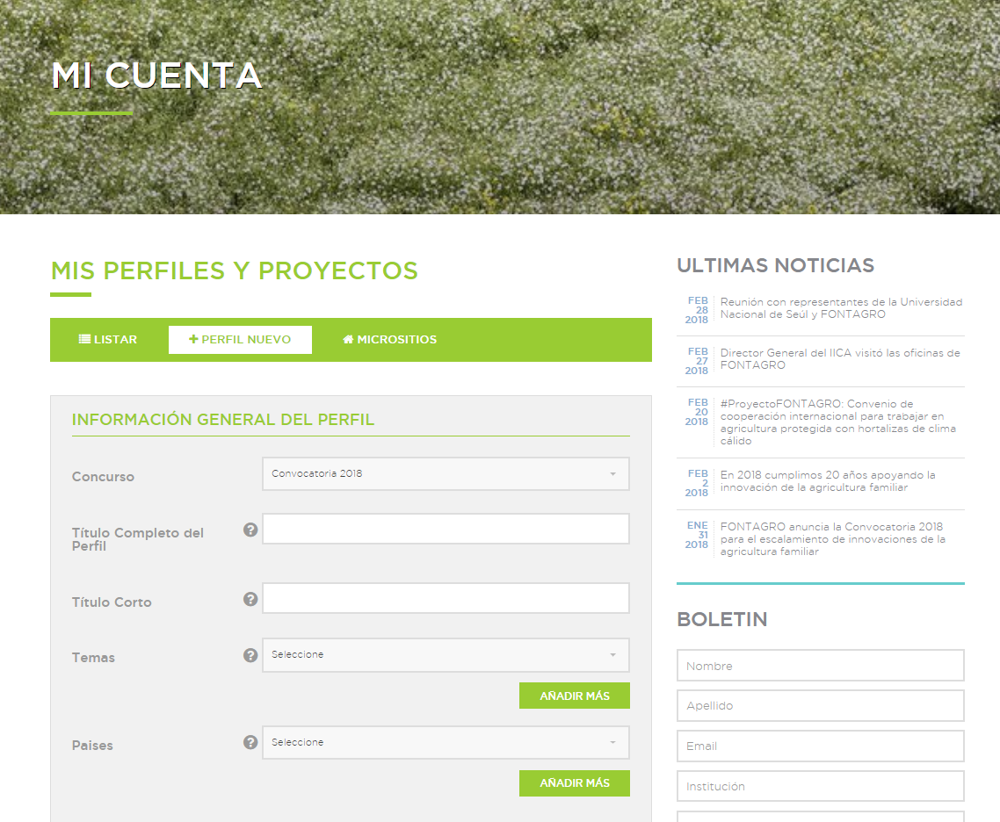 MI CUENTA
MIS PERFILES Y PROYECTOS
LISTAR
PERFIL NUEVO
MICROSITIOS
INFORMACIÓN GENERAL DEL PERFIL
Concurso
Convocatoria 2018
Título Completo del
Perfil
Título Corto
Temas
Seleccione
AÑADIR MÁS
Paises
Seleccione
AÑADIR MÁS
ULTIMAS NOTICIAS
FEB
28
2018
Reunión con representantes de la Universidad
Nacional de Seúl y FONTAGRO
FEB
27
2018
Director General del IICA visitó las oficinas de
FONTAGRO
FEB
20
2018
#ProyectoFONTAGRO: Convenio de
cooperación internacional para trabajar en
agricultura protegida con hortalizas de clima
cálido
FEB
2
2018
En 2018 cumplimos 20 años apoyando la
innovación de la agricultura familiar
ENE
31
2018
FONTAGRO anuncia la Convocatoria 2018
para el escalamiento de innovaciones de la
agricultura familiar
BOLETIN
Nombre
Apellido
Email
Institución